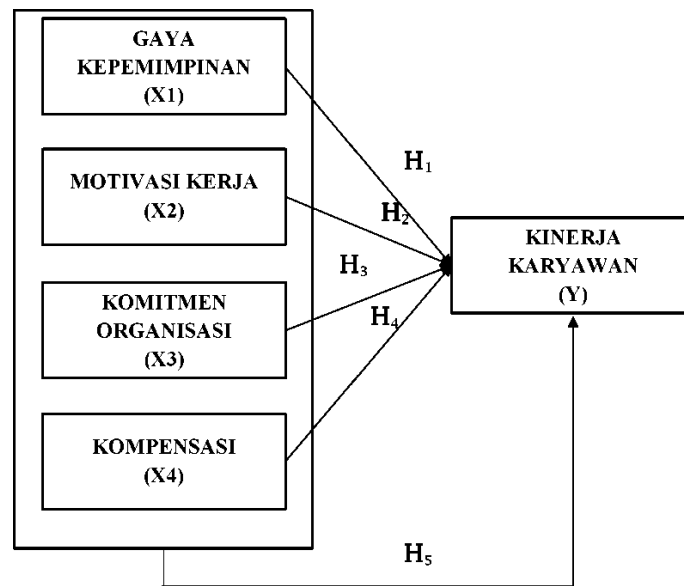 GAYA
KEPEMIMPINAN
(X1)
MOTIVASI KERJA
(X2)
KOMITMEN
ORGANISASI
(X3)
KOMPENSASI
(X4)
H₁
H₂
H₃
H₄
KINERJA
KARYAWAN
(Y)
H₅